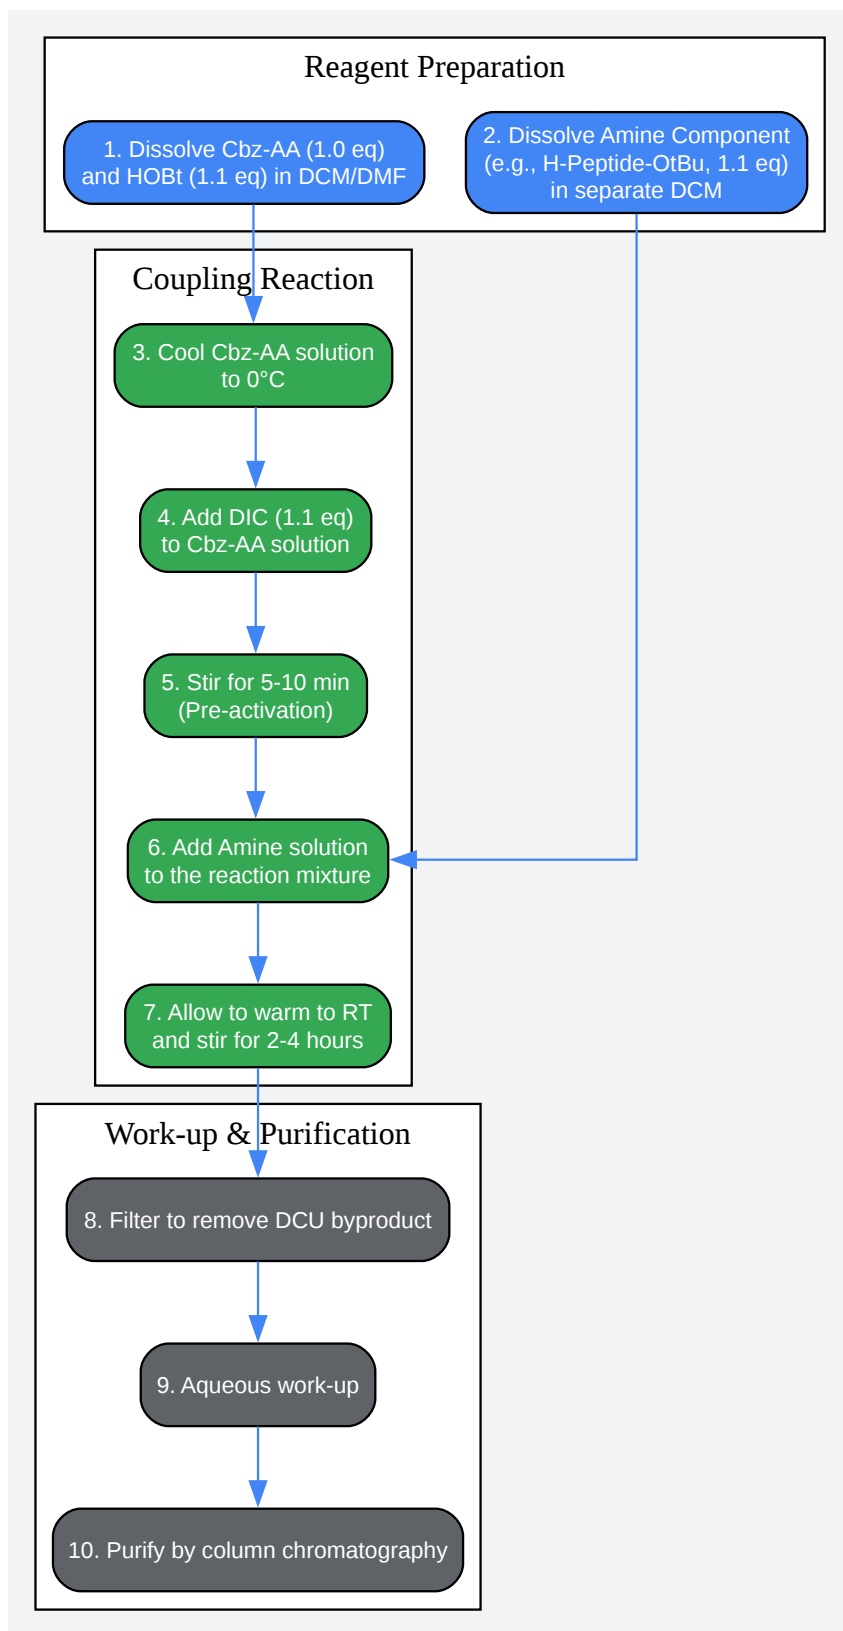 Reagent Preparation
1. Dissolve Cbz-AA (1.0 eq)
and HOBt (1.1 eq) in DCM/DMF
2. Dissolve Amine Component
(e.g., H-Peptide-OtBu, 1.1 eq)
in separate DCM
Coupling Reaction
3. Cool Cbz-AA solution
to 0°C
4. Add DIC (1.1 eq)
to Cbz-AA solution
5. Stir for 5-10 min
(Pre-activation)
6. Add Amine solution
to the reaction mixture
7. Allow to warm to RT
and stir for 2-4 hours
Work-up & Purification
8. Filter to remove DCU byproduct
9. Aqueous work-up
10. Purify by column chromatography